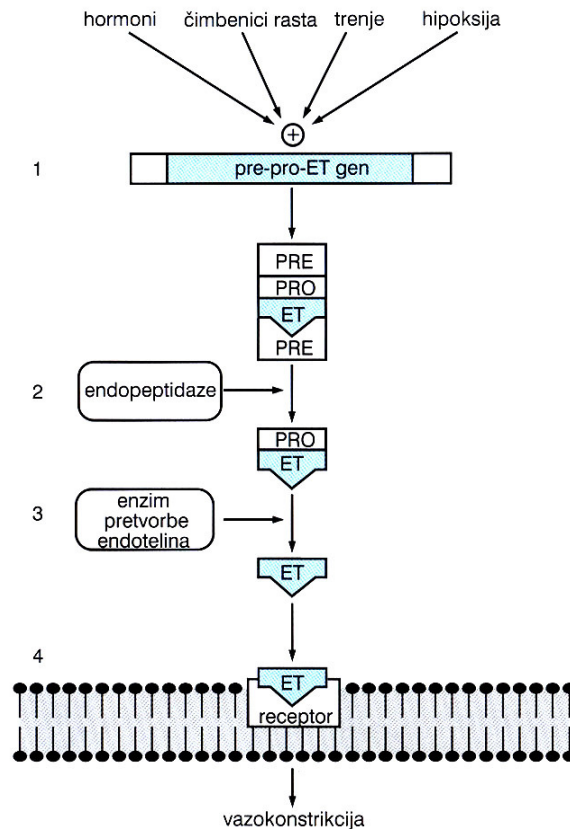 hormoni čimbenici rasta trenje hipoksija
+
1 pre-pro-ET gen
PRE
PRO
ET
PRE
2 endopeptidaze
PRO
ET
3 enzim
pretvorbe
endotelina
ET
4
ET
receptor
vazokonstrikcija